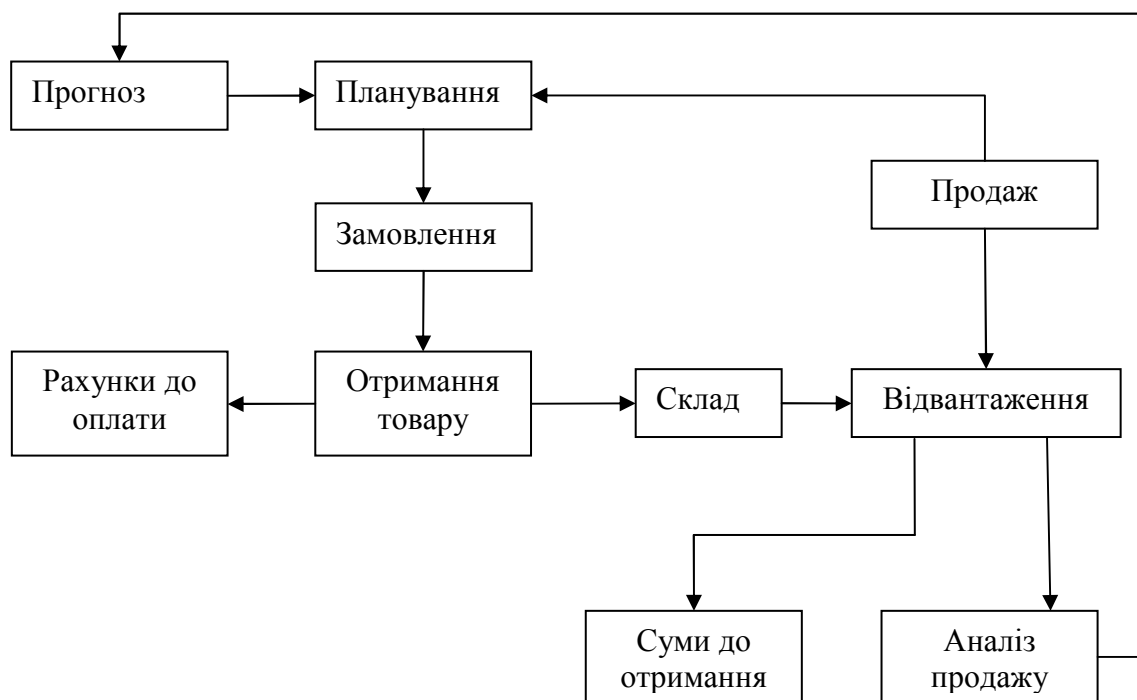 Прогноз
Планування
Продаж
Замовлення
Рахунки до
оплати
Отримання
товару
Склад
Відвантаження
Суми до
отримання
Аналіз
продажу